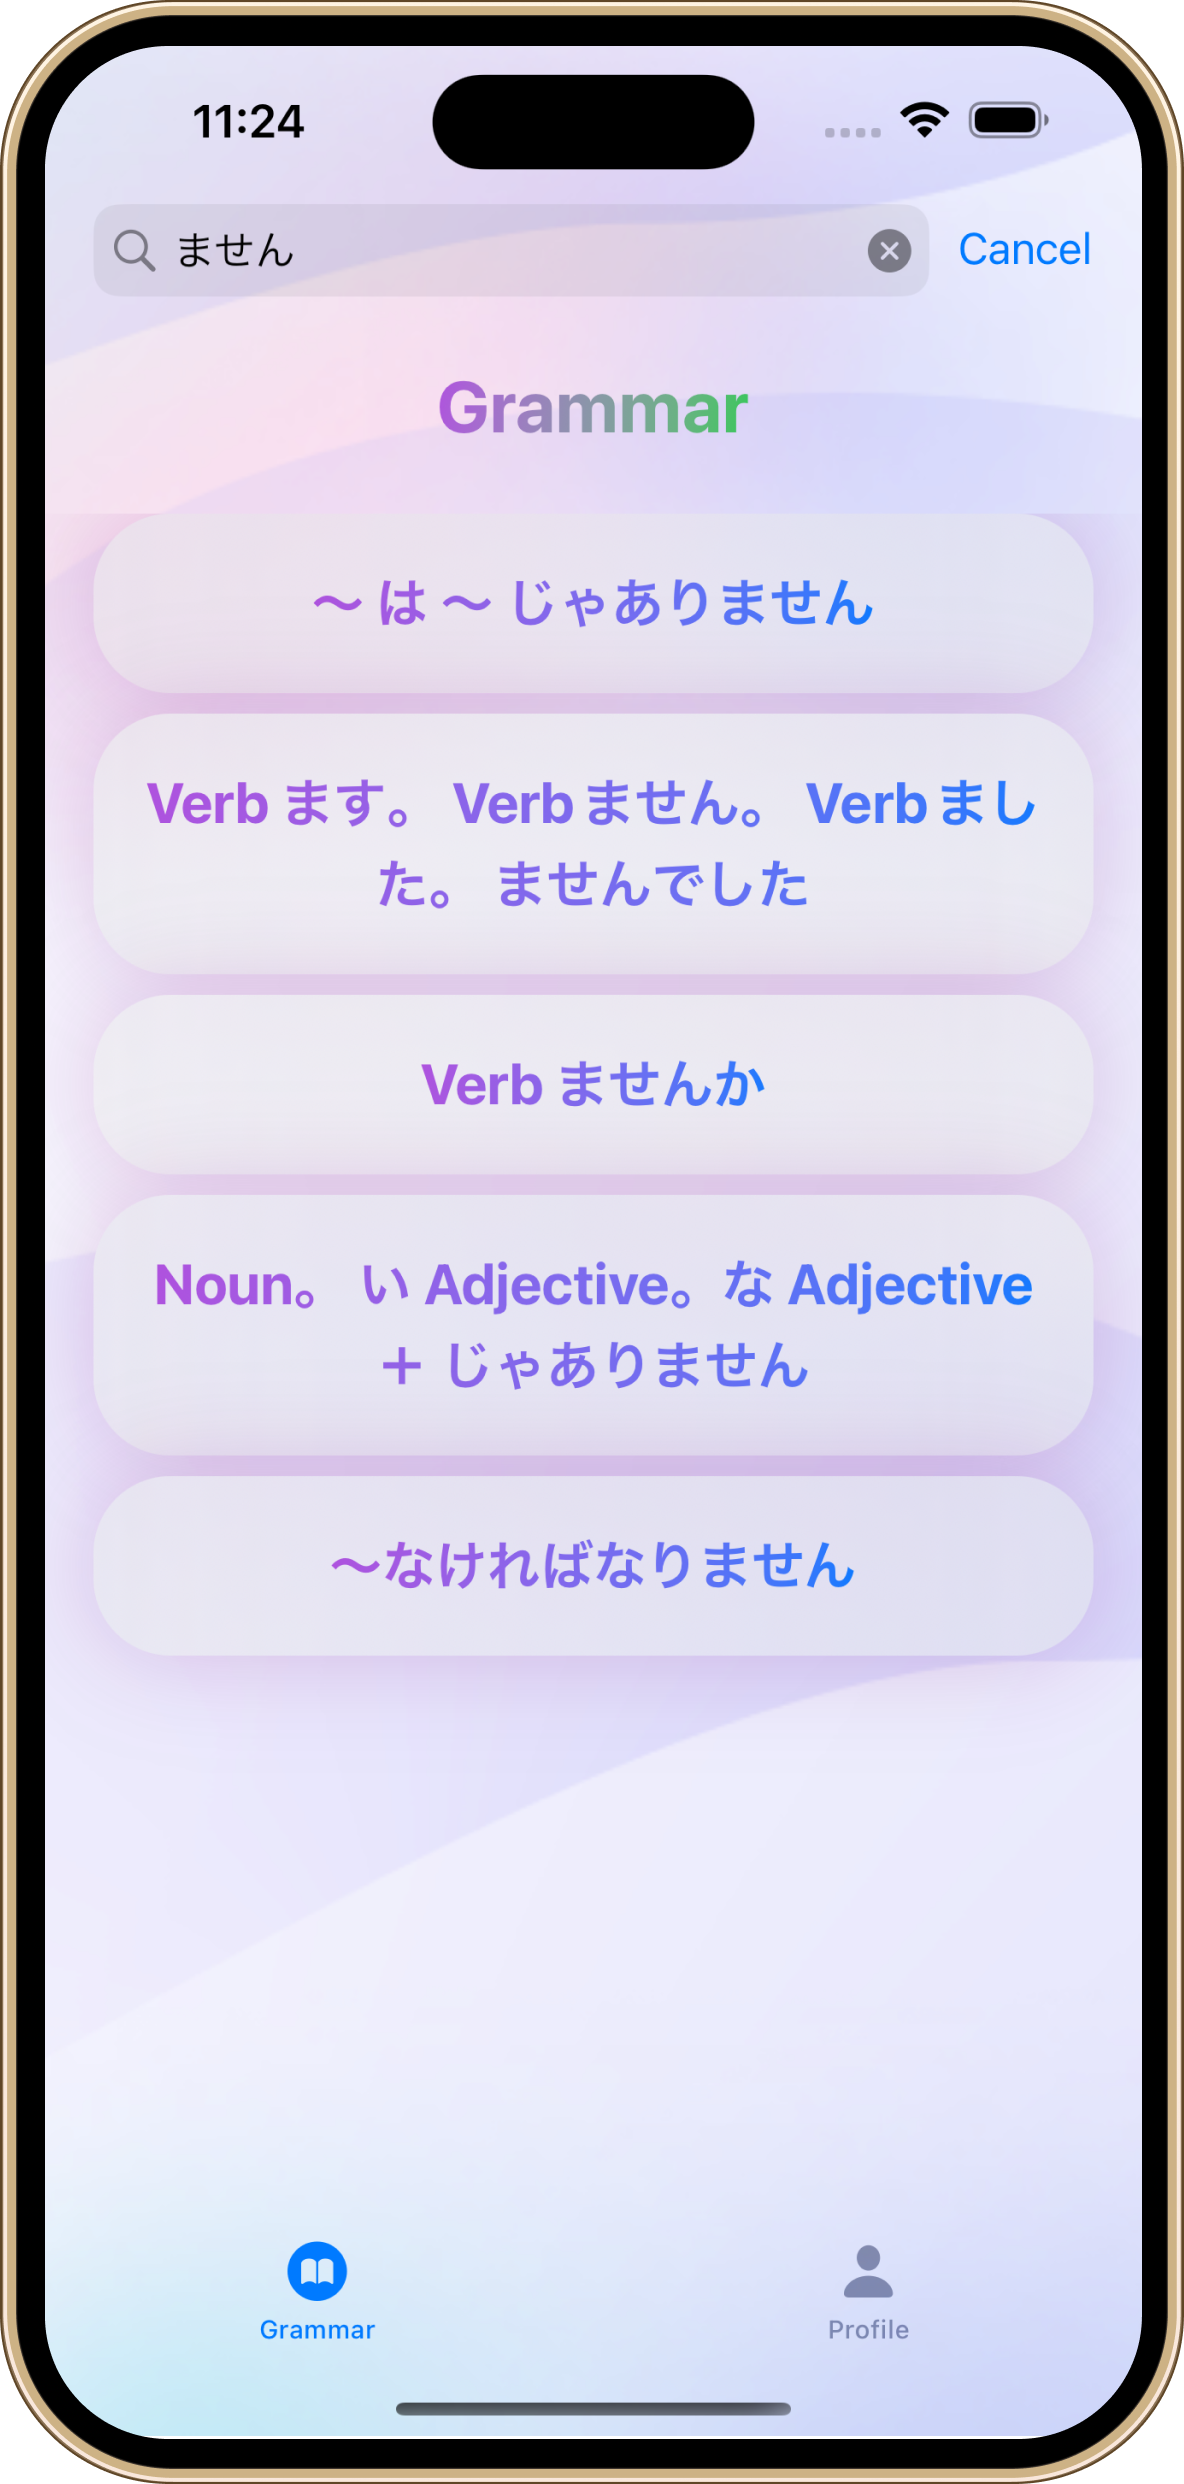 11:24
ません
Cancel
Grammar
〜 は 〜 じゃありません
Verb ます。 Verb ません。 Verb まし
た。 ませんでした
Verb ませんか
Noun。 い Adjective。な Adjective
＋ じゃありません
〜なければなりません
Grammar
Profile